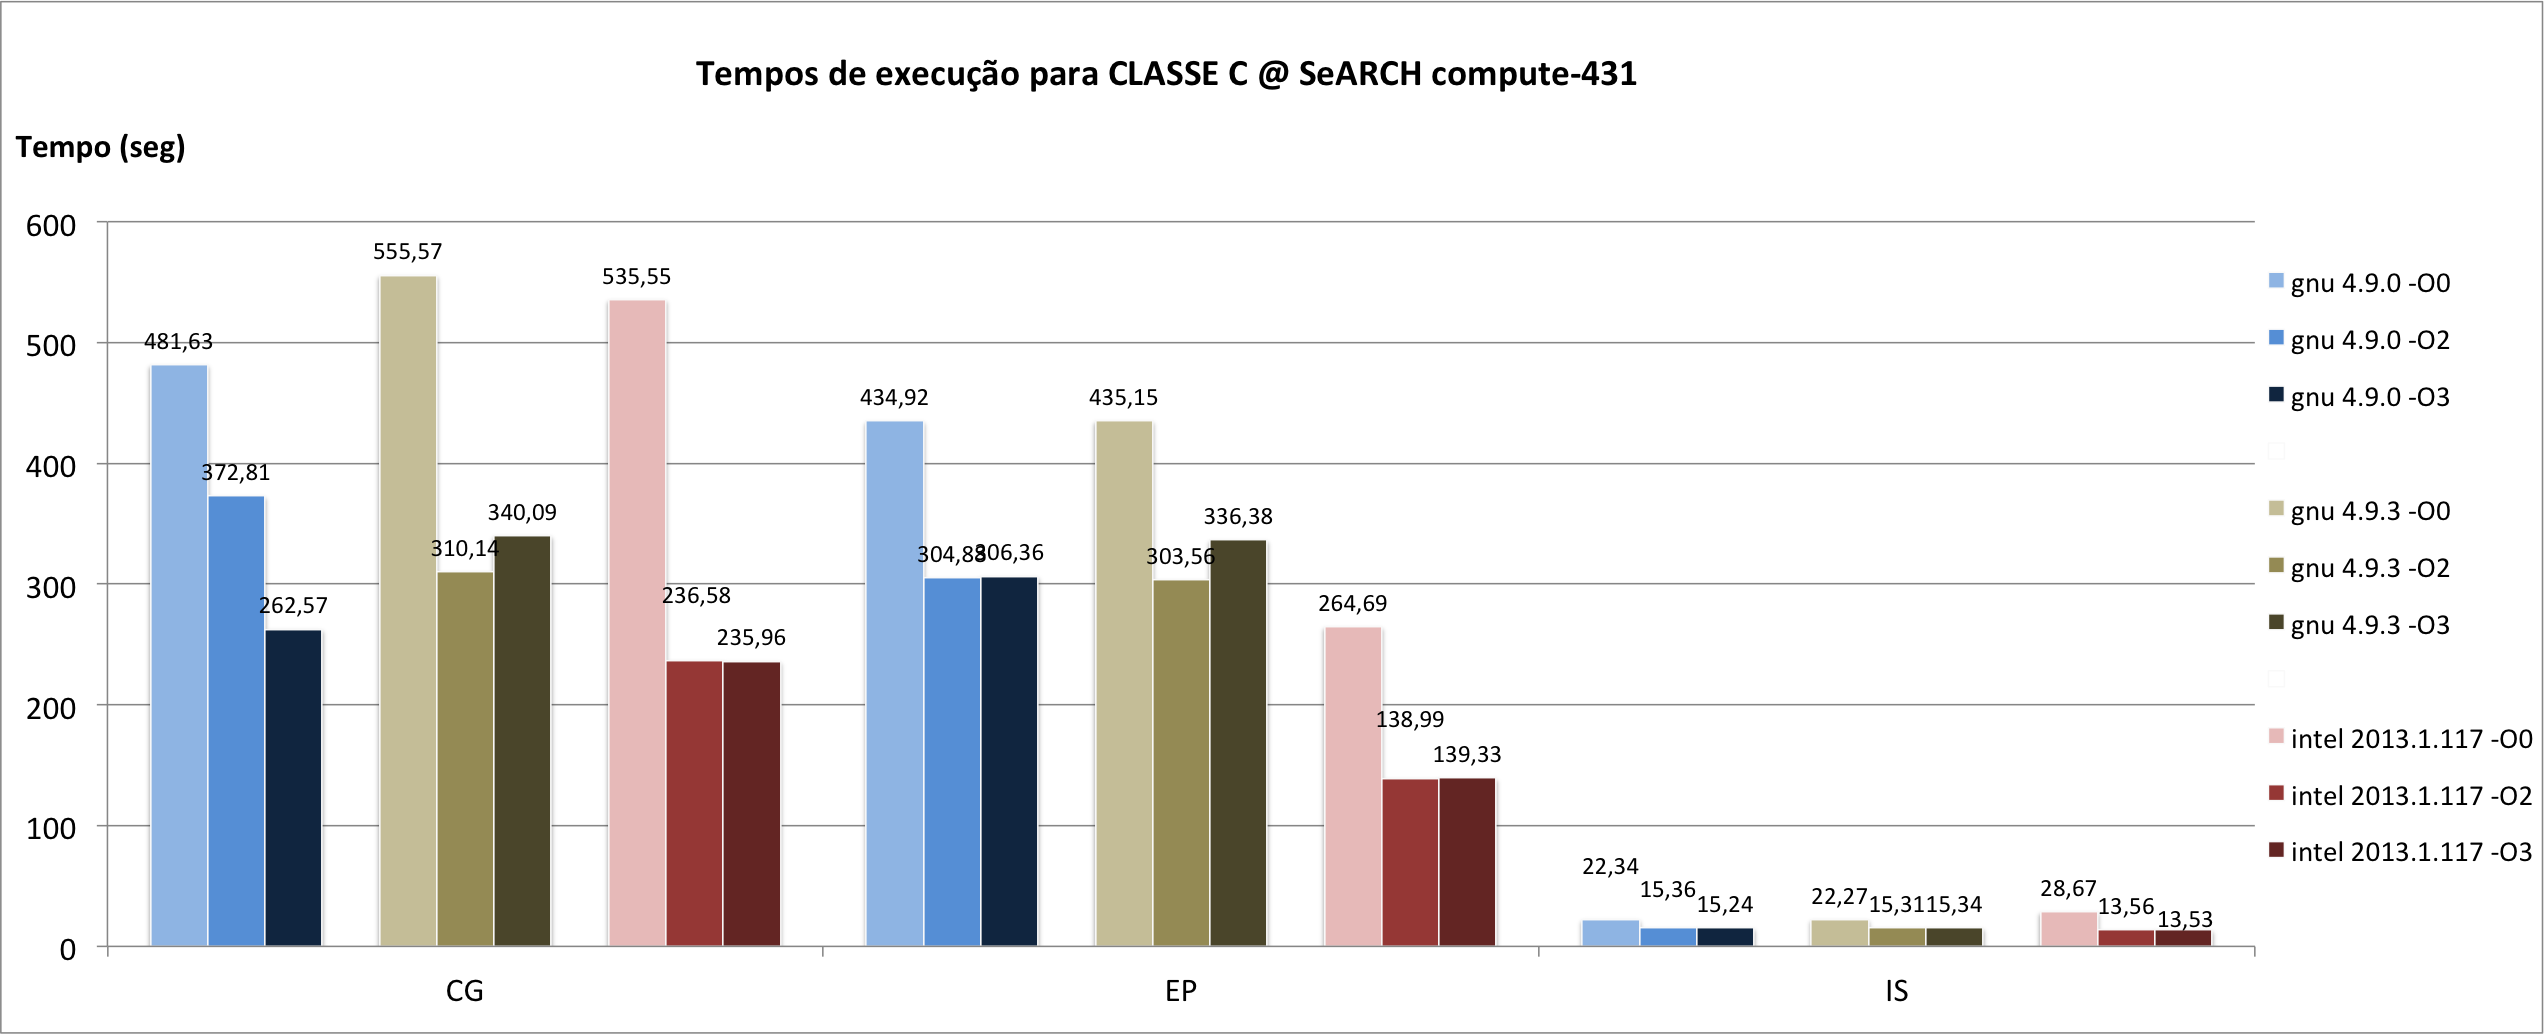 Tempos de execução para CLASSE C @ SeARCH compute-431
Tempo (seg)
600
500
400
300
200
100
0
481,63
372,81
262,57
555,57
310,14
340,09
535,55
236,58
235,96
434,92
304,88
306,36
435,15
303,56
336,38
264,69
138,99
139,33
22,34
15,36
15,24
22,27
15,31
15,34
28,67
13,56
13,53
CG
EP
IS
gnu 4.9.0 -O0
gnu 4.9.0 -O2
gnu 4.9.0 -O3
gnu 4.9.3 -O0
gnu 4.9.3 -O2
gnu 4.9.3 -O3
intel 2013.1.117 -O0
intel 2013.1.117 -O2
intel 2013.1.117 -O3